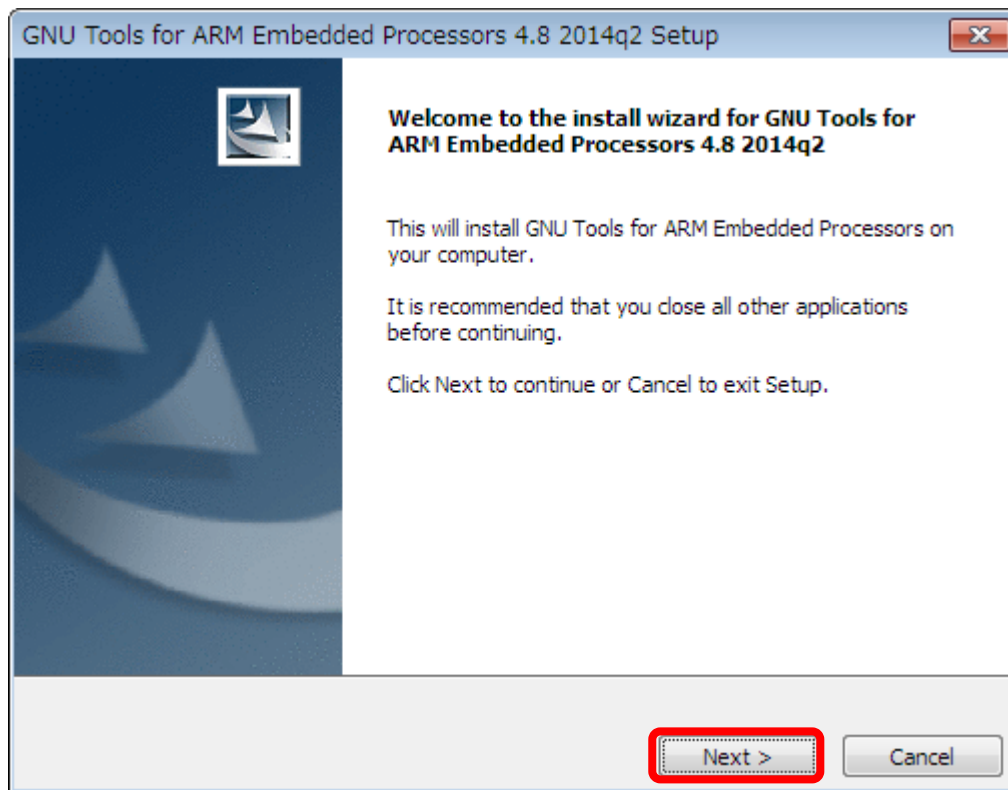 GNU Tools for ARM Embedded Processors 4.8 2014q2 Setup
Welcome to the install wizard for GNU Tools for
ARM Embedded Processors 4.8 2014q2
This will install GNU Tools for ARM Embedded Processors on
your computer.
It is recommended that you close all other applications
before continuing.
Click Next to continue or Cancel to exit Setup.
Next >
Cancel